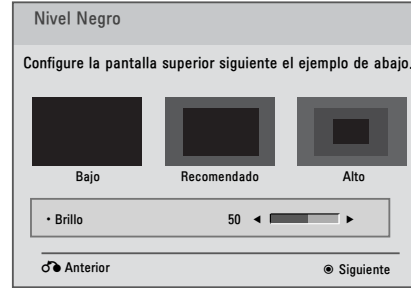 Nivel Negro
Configure la pantalla superior siguiente el ejemplo de abajo.
Bajo Recomendado Alto
• Brillo 50 ◄ ►
Anterior ◉ Siguiente